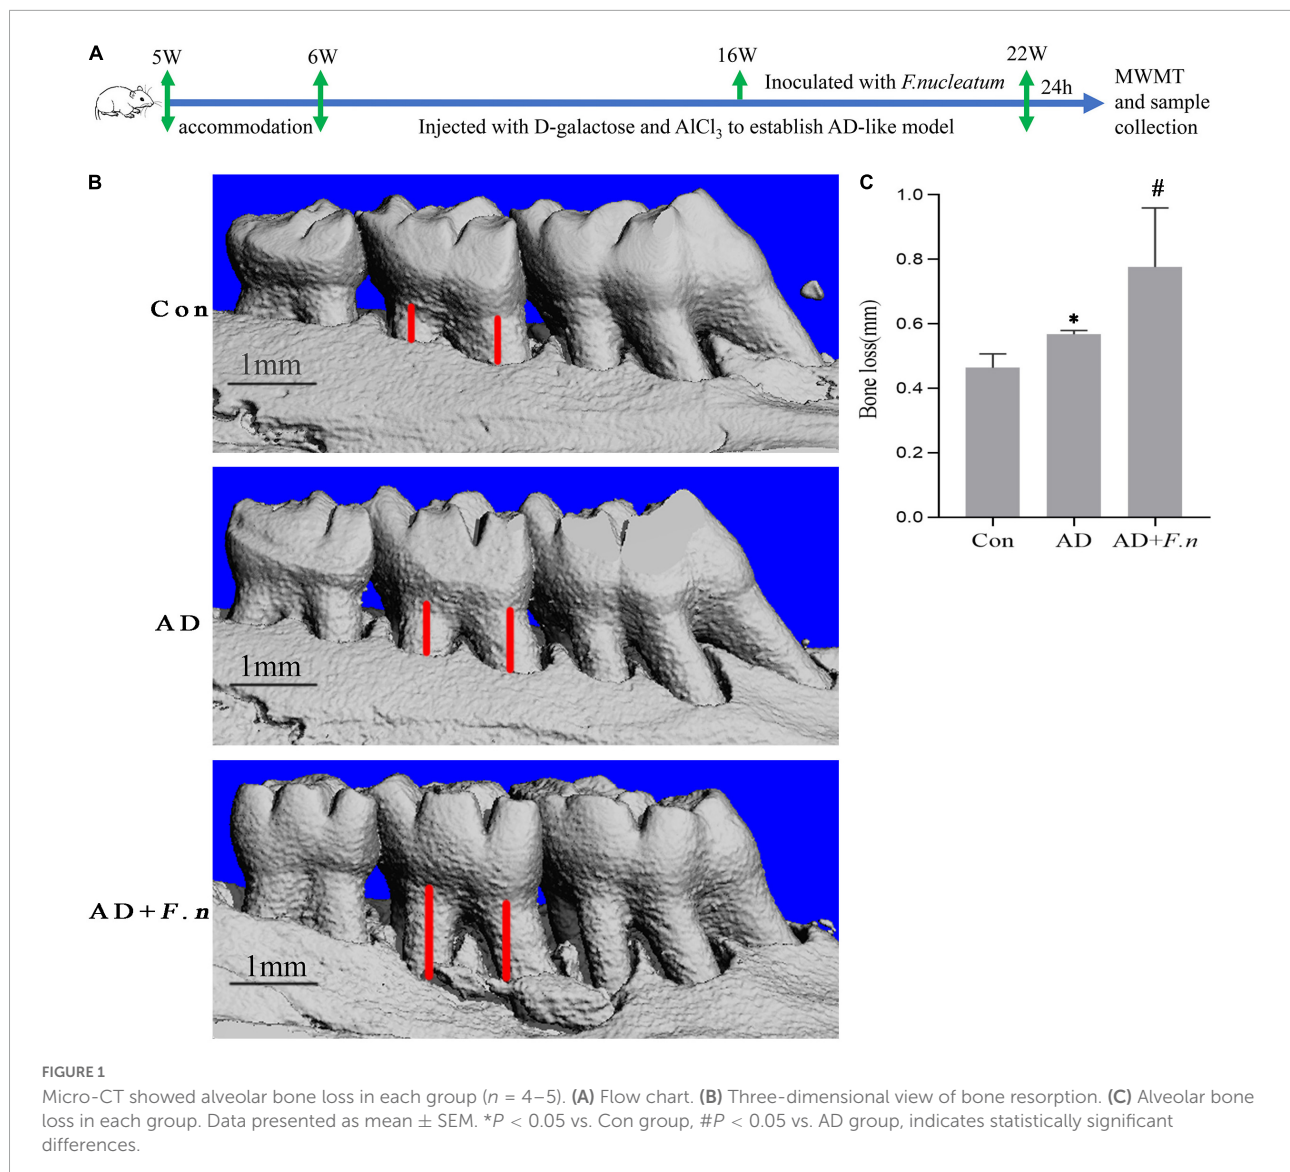 A
5W
6W
16W
22W
Inoculated with F.nucleatum
24h
MWMT
and sample
collection
accommodation
Injected with D-galactose and AlCl₃ to establish AD-like model
B
Con
1mm
AD
1mm
AD+F.n
1mm
C
Bone loss(mm)
1.0
0.8
0.6
0.4
0.2
0.0
*
#
Con
AD
AD+F.n
FIGURE 1
Micro-CT showed alveolar bone loss in each group (n = 4–5). (A) Flow chart. (B) Three-dimensional view of bone resorption. (C) Alveolar bone
loss in each group. Data presented as mean ± SEM. *P < 0.05 vs. Con group, #P < 0.05 vs. AD group, indicates statistically significant
differences.